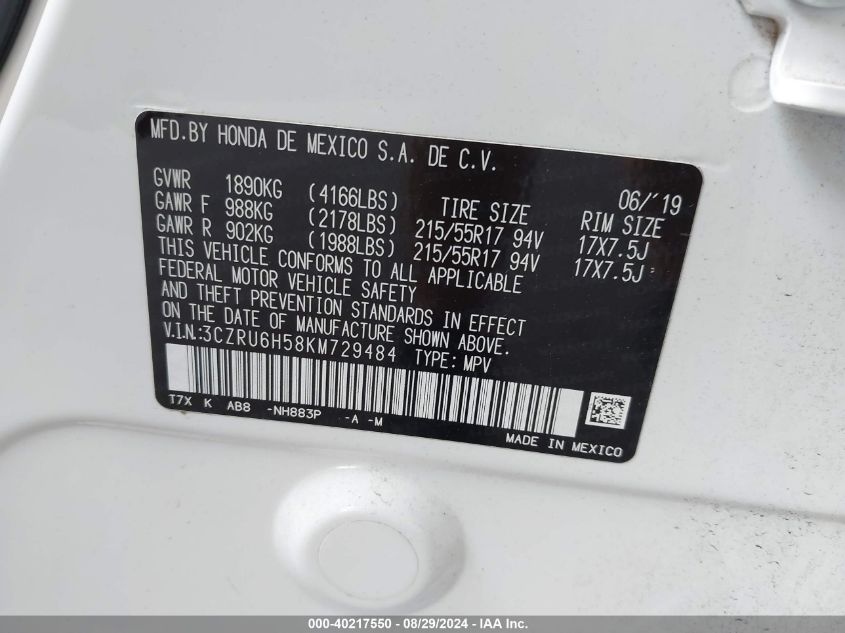 MFD.BY HONDA DE MEXICO S.A. DE C.V.
06/'19
GVWR 1890KG (4166LBS) TIRE SIZE RIM SIZE
GAWR F 988KG (2178LBS) 215/55R17 94V 17X7.5J
GAWR R 902KG (1988LBS) 215/55R17 94V 17X7.5J
THIS VEHICLE CONFORMS TO ALL APPLICABLE
FEDERAL MOTOR VEHICLE SAFETY
AND THEFT PREVENTION STANDARDS IN EFFECT
ON THE DATE OF MANUFACTURE SHOWN ABOVE.
V.I.N.:3CZRU6H58KM729484 TYPE: MPV
T7X K AB8 -NH883P -A -M
MADE IN MEXICO
000-40217550 - 08/29/2024 - IAA Inc.